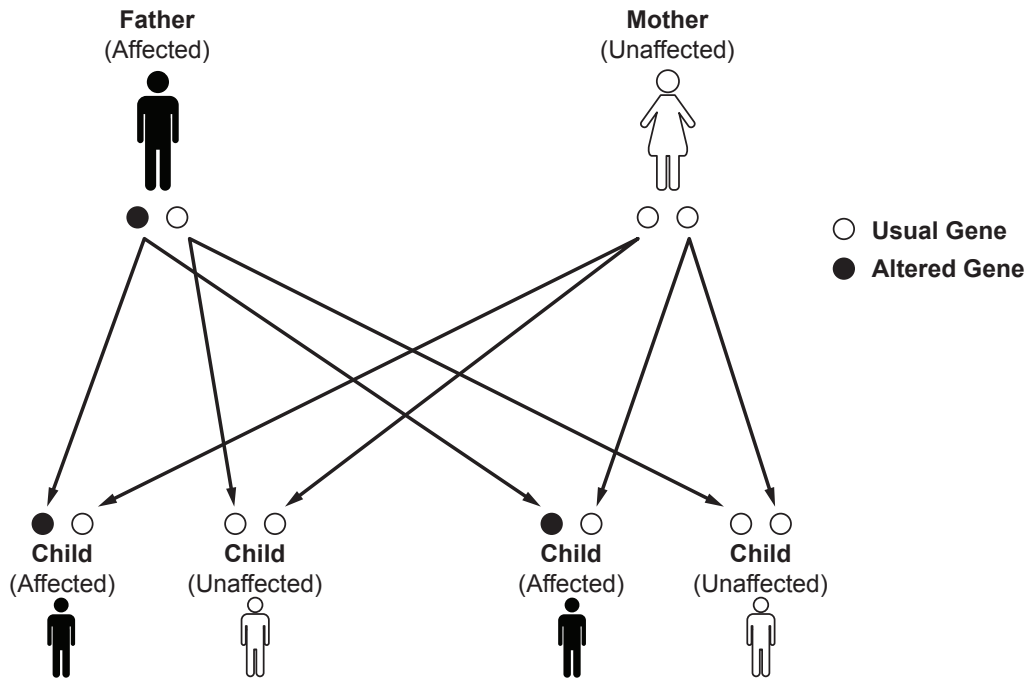 Father
(Affected)
Mother
(Unaffected)
Usual Gene
Altered Gene
Child
(Affected)
Child
(Unaffected)
Child
(Affected)
Child
(Unaffected)